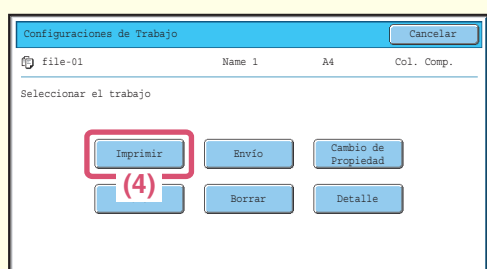 Configuraciones de Trabajo Cancelar
file-01 Name 1 A4 Col. Comp.
Seleccionar el trabajo
Imprimir Envío Cambio de
Propiedad
(4) Borrar Detalle